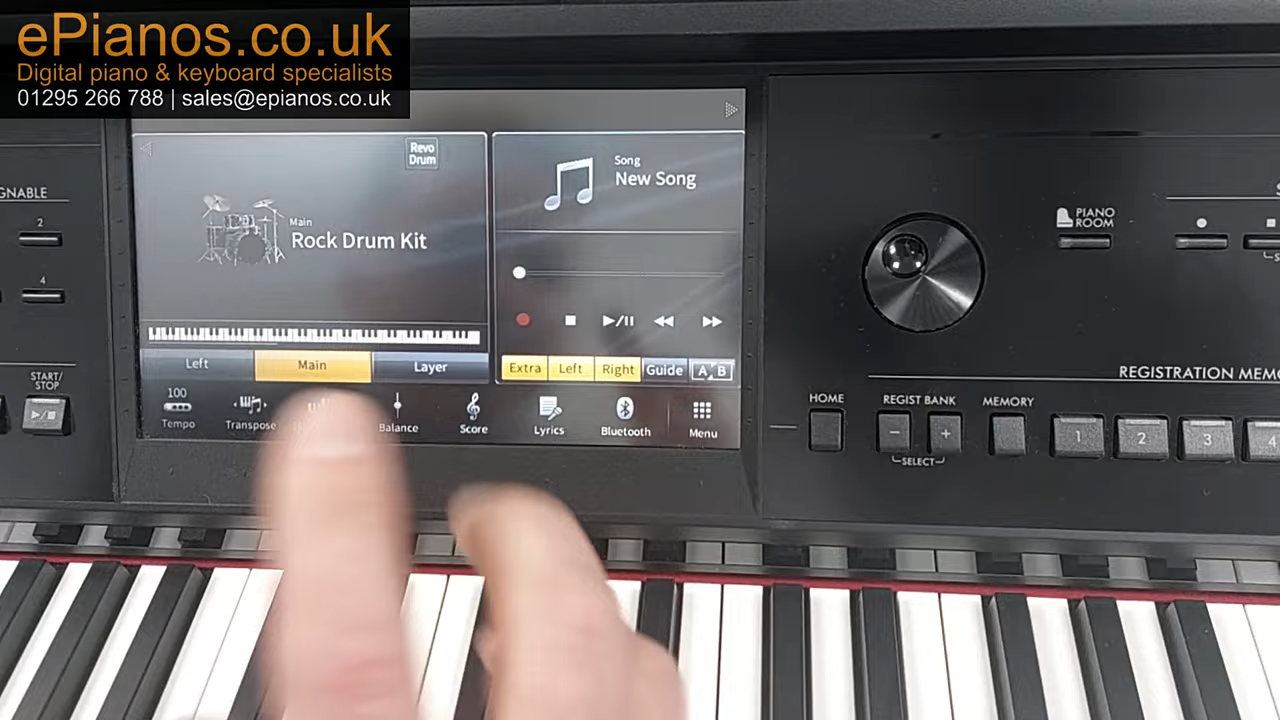 ePianos.co.uk
Digital piano & keyboard specialists
01295 266 788 | sales@epianos.co.uk
GNABLE
2
4
START/
STOP
Revo
Drum
Main
Rock Drum Kit
Left
Main
Layer
100
Tempo
Transpose
Balance
Score
Lyrics
Bluetooth
Menu
Song
New Song
Extra
Left
Right
Guide
A B
PIANO
ROOM
REGISTRATION MEMO
HOME
REGIST BANK
MEMORY
- +
SELECT
1
2
3
4